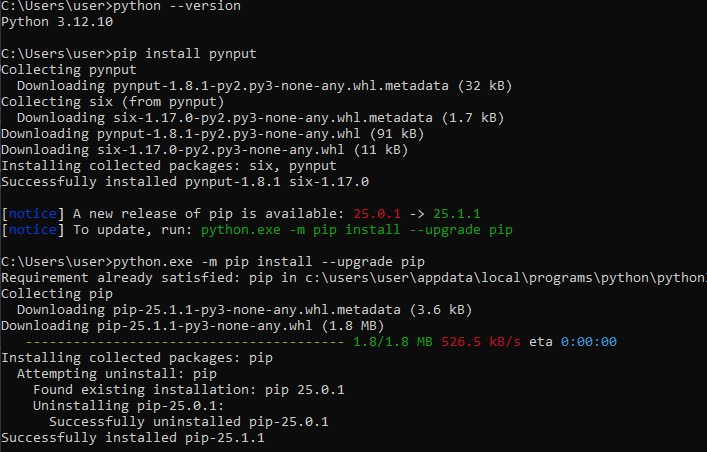 C:\Users\user>python --version
Python 3.12.10
C:\Users\user>pip install pynput
Collecting pynput
  Downloading pynput-1.8.1-py2.py3-none-any.whl.metadata (32 kB)
Collecting six (from pynput)
  Downloading six-1.17.0-py2.py3-none-any.whl.metadata (1.7 kB)
Downloading pynput-1.8.1-py2.py3-none-any.whl (91 kB)
Downloading six-1.17.0-py2.py3-none-any.whl (11 kB)
Installing collected packages: six, pynput
Successfully installed pynput-1.8.1 six-1.17.0
[notice] A new release of pip is available: 25.0.1 -> 25.1.1
[notice] To update, run: python.exe -m pip install --upgrade pip
C:\Users\user>python.exe -m pip install --upgrade pip
Requirement already satisfied: pip in c:\users\user\appdata\local\programs\python\python
Collecting pip
  Downloading pip-25.1.1-py3-none-any.whl.metadata (3.6 kB)
Downloading pip-25.1.1-py3-none-any.whl (1.8 MB)
   ---------------------------------------- 1.8/1.8 MB 526.5 kB/s eta 0:00:00
Installing collected packages: pip
  Attempting uninstall: pip
    Found existing installation: pip 25.0.1
    Uninstalling pip-25.0.1:
      Successfully uninstalled pip-25.0.1
Successfully installed pip-25.1.1